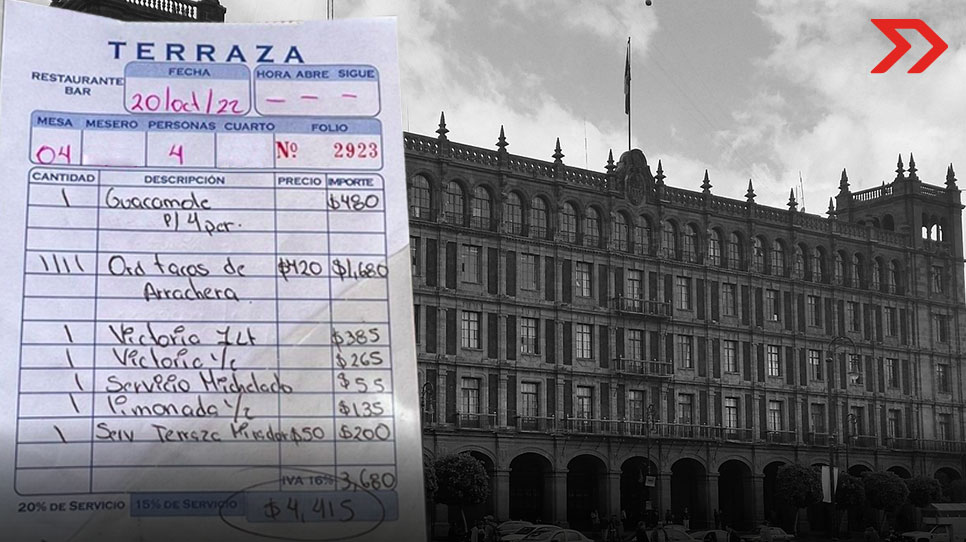 TERRAZA
RESTAURANTE BAR
FECHA
20/oct/22
HORA ABRE SIGUE
— — —
MESA MESERO PERSONAS CUARTO FOLIO
04 4 Nº 2923
CANTIDAD DESCRIPCIÓN PRECIO IMPORTE
1 Guacamole $480
P/ 4 per.
1111 Ord tacos de $420 $1,680
Arrachera
1 Victoria 1Lt $385
1 Victoria 1/2 $265
1 Servicio Michelado $55
1 limonada 1/2 $135
1 Serv Terraza Mirador $50 $200
IVA 16% 3,680
20% DE SERVICIO 15% DE SERVICIO $4,415